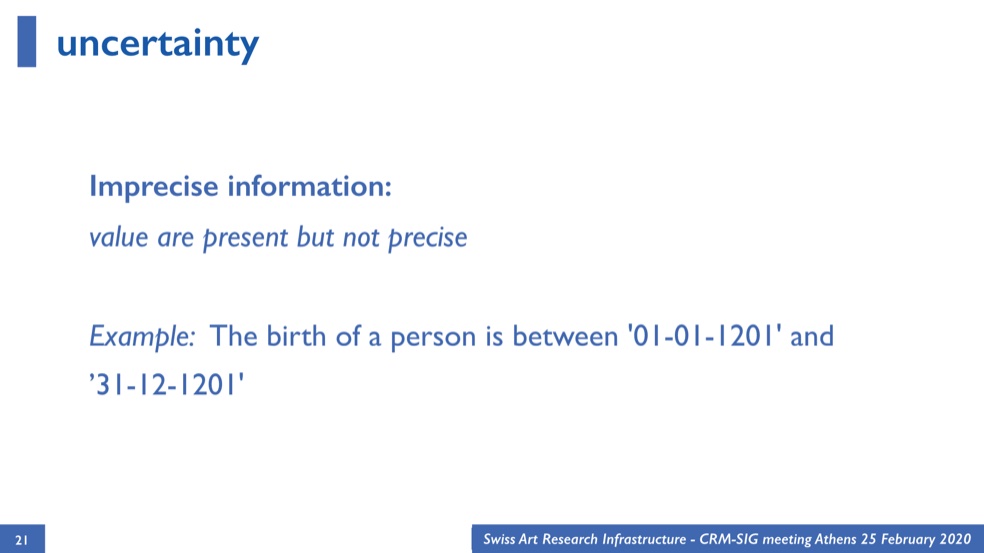 uncertainty
Imprecise information:
value are present but not precise
Example: The birth of a person is between '01-01-1201' and
’31-12-1201'
21
Swiss Art Research Infrastructure - CRM-SIG meeting Athens 25 February 2020